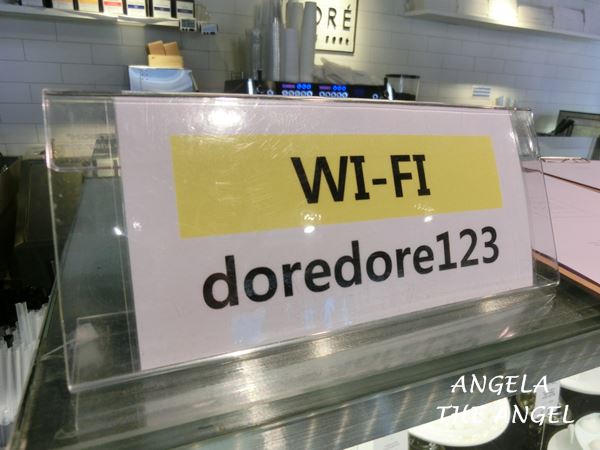 WI-FI
doredore123
ANGELA
THE ANGEL